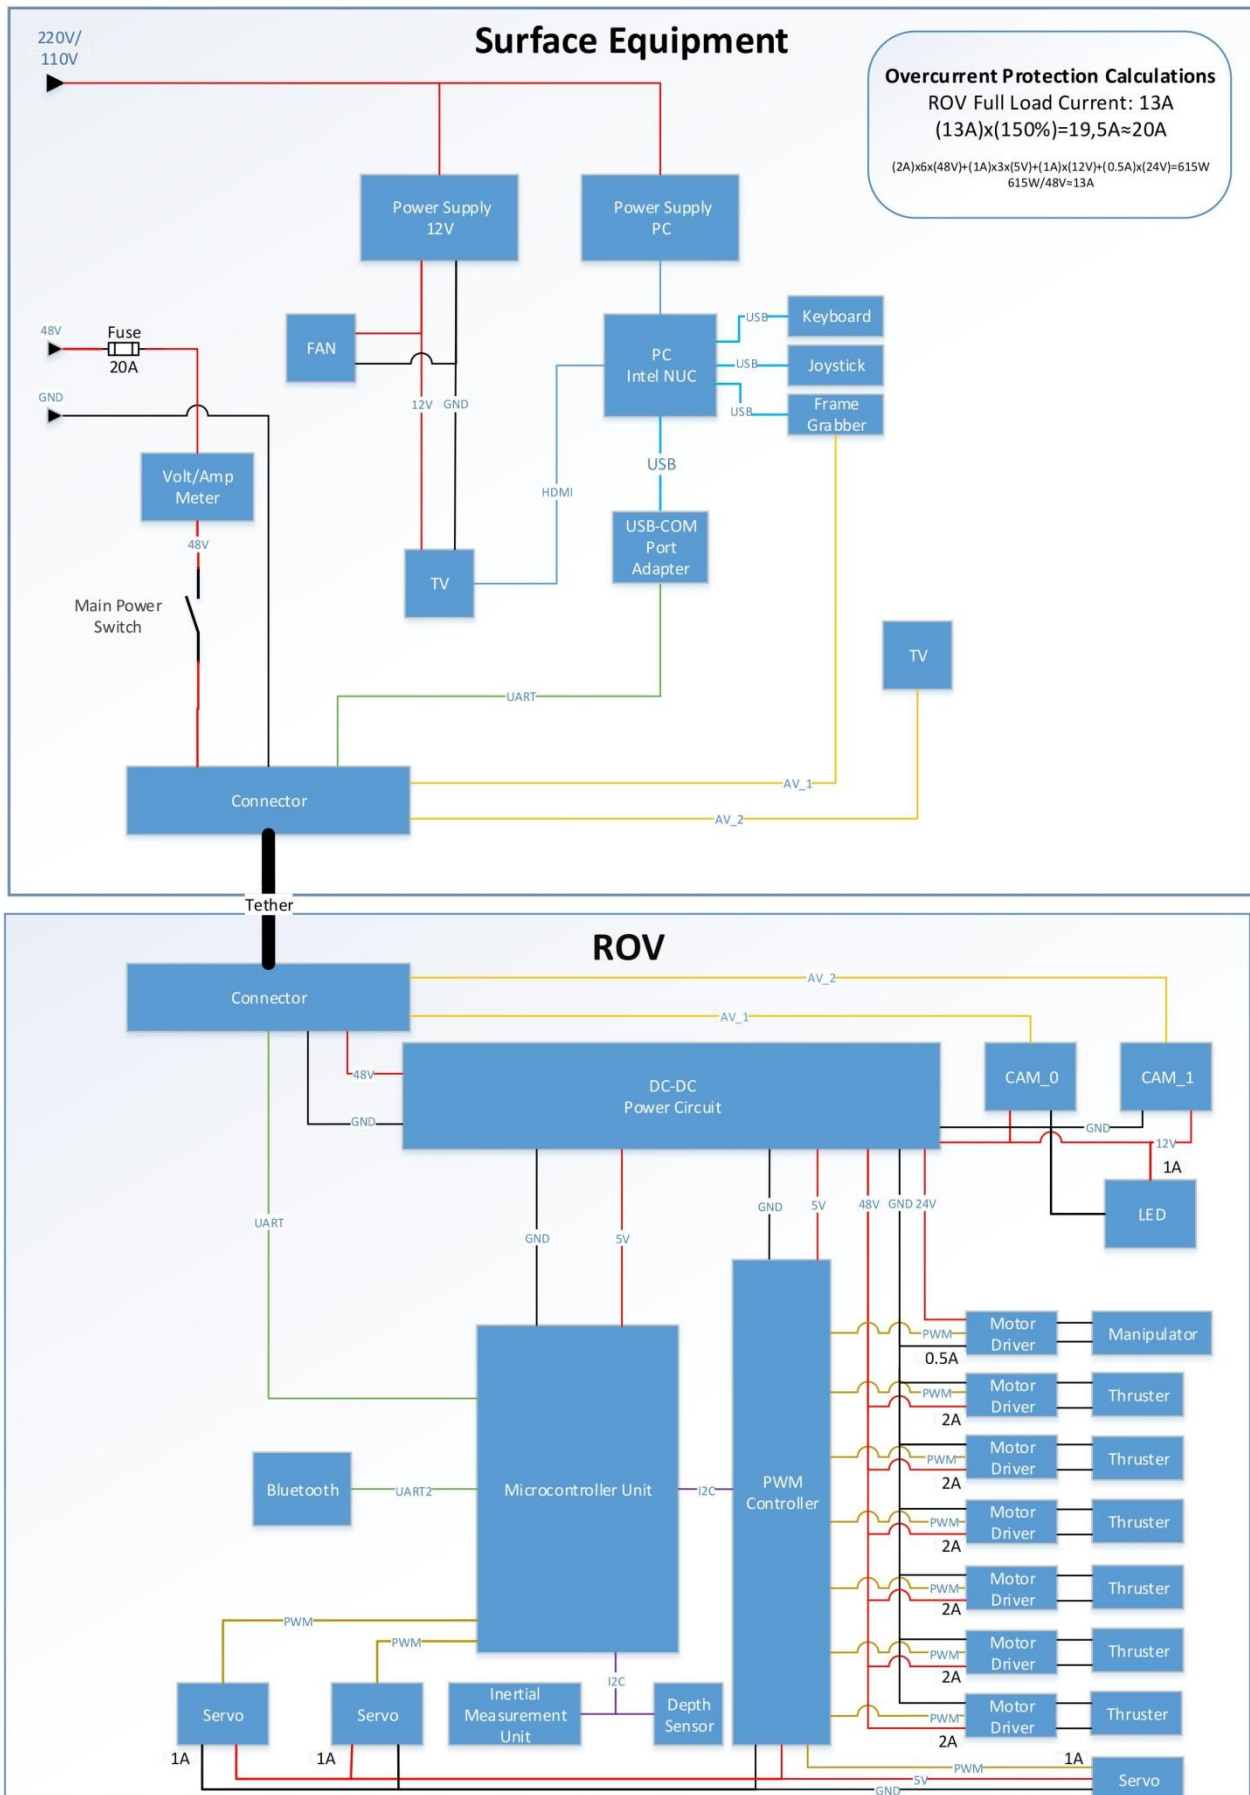 Surface Equipment
220V/
110V
Overcurrent Protection Calculations
ROV Full Load Current: 13A
(13A)x(150%)=19,5A≈20A
(2A)x6x(48V)+(1A)x3x(5V)+(1A)x(12V)+(0.5A)x(24V)=615W
615W/48V≈13A
Power Supply
12V
Power Supply
PC
48V
Fuse
20A
GND
FAN
12V
GND
PC
Intel NUC
USB
Keyboard
USB
Joystick
USB
Frame
Grabber
Volt/Amp
Meter
48V
Main Power
Switch
HDMI
USB
USB-COM
Port
Adapter
TV
TV
UART
Connector
AV_1
AV_2
Tether
ROV
Connector
AV_2
AV_1
48V
GND
DC-DC
Power Circuit
CAM_0
CAM_1
GND
12V
1A
LED
UART
GND
5V
GND
5V
48V
GND
24V
PWM
0.5A
Motor
Driver
Manipulator
PWM
2A
Motor
Driver
Thruster
PWM
2A
Motor
Driver
Thruster
PWM
2A
Motor
Driver
Thruster
PWM
2A
Motor
Driver
Thruster
PWM
2A
Motor
Driver
Thruster
PWM
2A
Motor
Driver
Thruster
Bluetooth
UART2
Microcontroller Unit
I2C
PWM
Controller
PWM
PWM
I2C
Servo
1A
Servo
1A
Inertial
Measurement
Unit
Depth
Sensor
PWM
1A
5V
GND
Servo